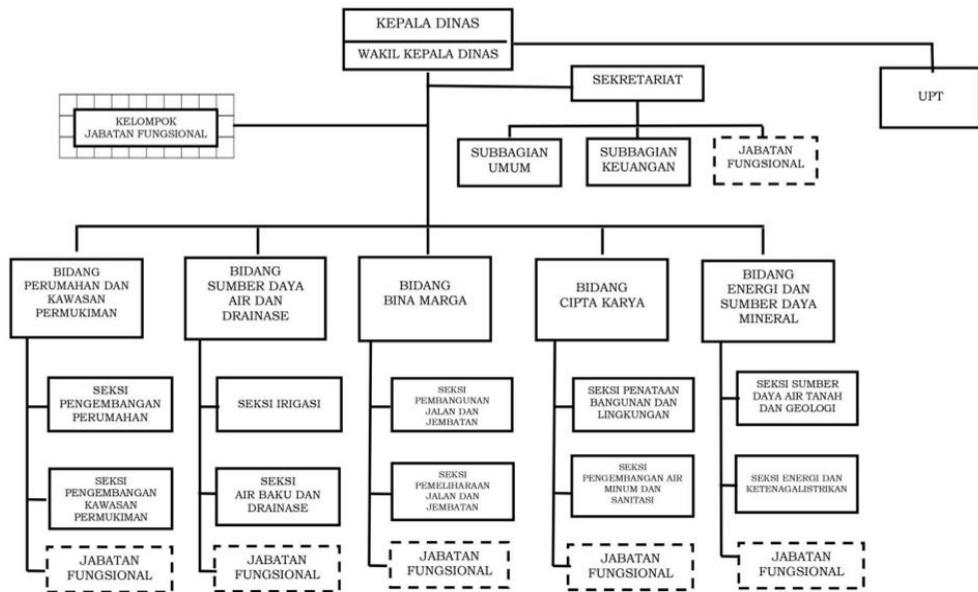 KEPALA DINAS
WAKIL KEPALA DINAS
SEKRETARIAT
UPT
KELOMPOK
JABATAN FUNGSIONAL
SUBBAGIAN
UMUM
SUBBAGIAN
KEUANGAN
JABATAN
FUNGSIONAL
BIDANG
PERUMAHAN DAN
KAWASAN
PERMUKIMAN
BIDANG
SUMBER DAYA
AIR DAN
DRAINASE
BIDANG
BINA MARGA
BIDANG
CIPTA KARYA
BIDANG
ENERGI DAN
SUMBER DAYA
MINERAL
SEKSI
PENGEMBANGAN
PERUMAHAN
SEKSI IRIGASI
SEKSI
PEMBANGUNAN
JALAN DAN
JEMBATAN
SEKSI PENATAAN
BANGUNAN DAN
LINGKUNGAN
SEKSI SUMBER
DAYA AIR TANAH
DAN GEOLOGI
SEKSI
PENGEMBANGAN
KAWASAN
PERMUKIMAN
SEKSI
AIR BAKU DAN
DRAINASE
SEKSI
PEMELIHARAAN
JALAN DAN
JEMBATAN
SEKSI
PENGEMBANGAN AIR
MINUM DAN
SANITASI
SEKSI ENERGI DAN
KETENAGALISTRIKAN
JABATAN
FUNGSIONAL
JABATAN
FUNGSIONAL
JABATAN
FUNGSIONAL
JABATAN
FUNGSIONAL
JABATAN
FUNGSIONAL